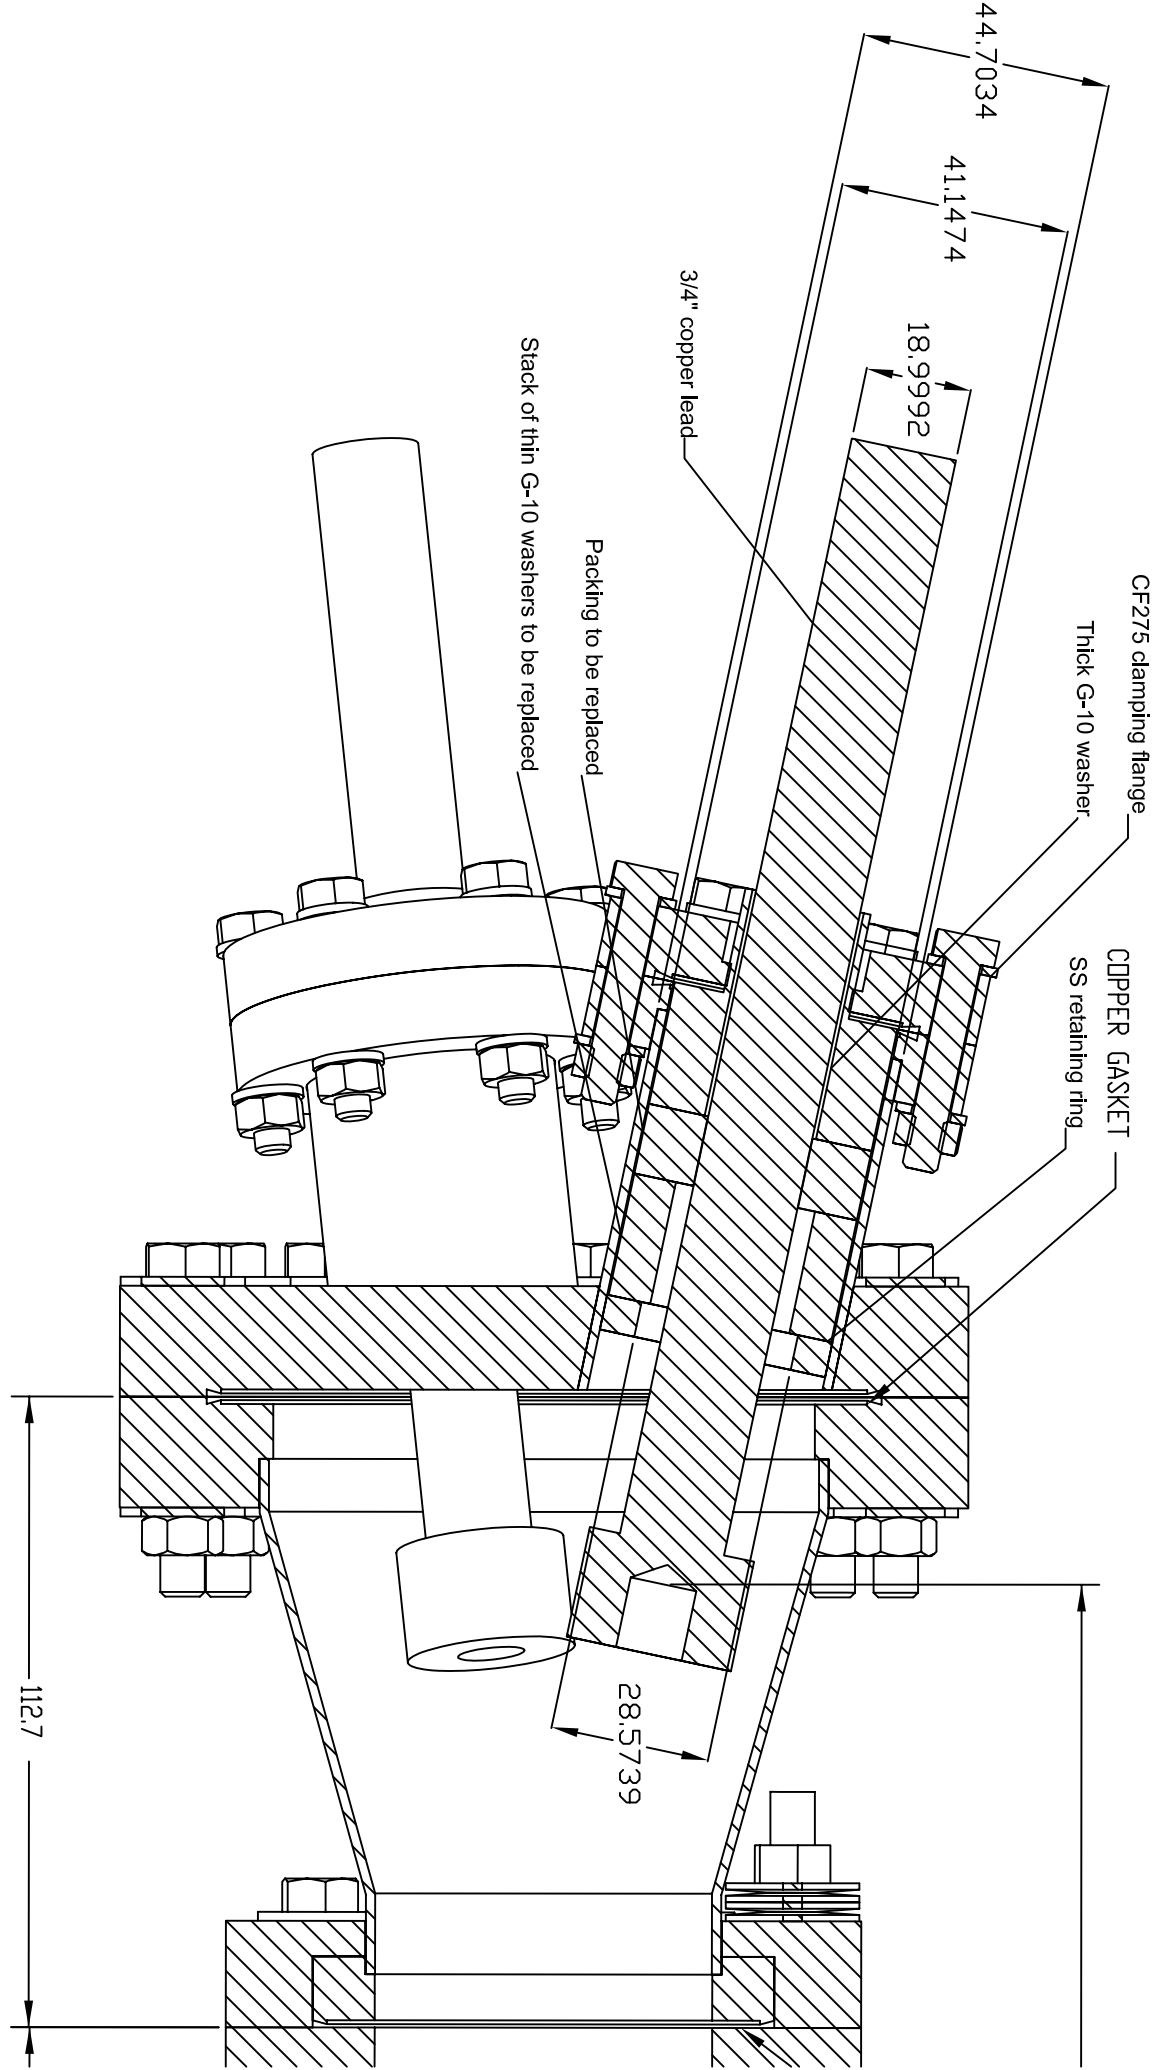 44.7034
41.1474
18.9992
3/4" copper lead
Stack of thin G-10 washers to be replaced
Packing to be replaced
CF275 clamping flange
Thick G-10 washer
COPPER GASKET
SS retaining ring
28.5739
112.7